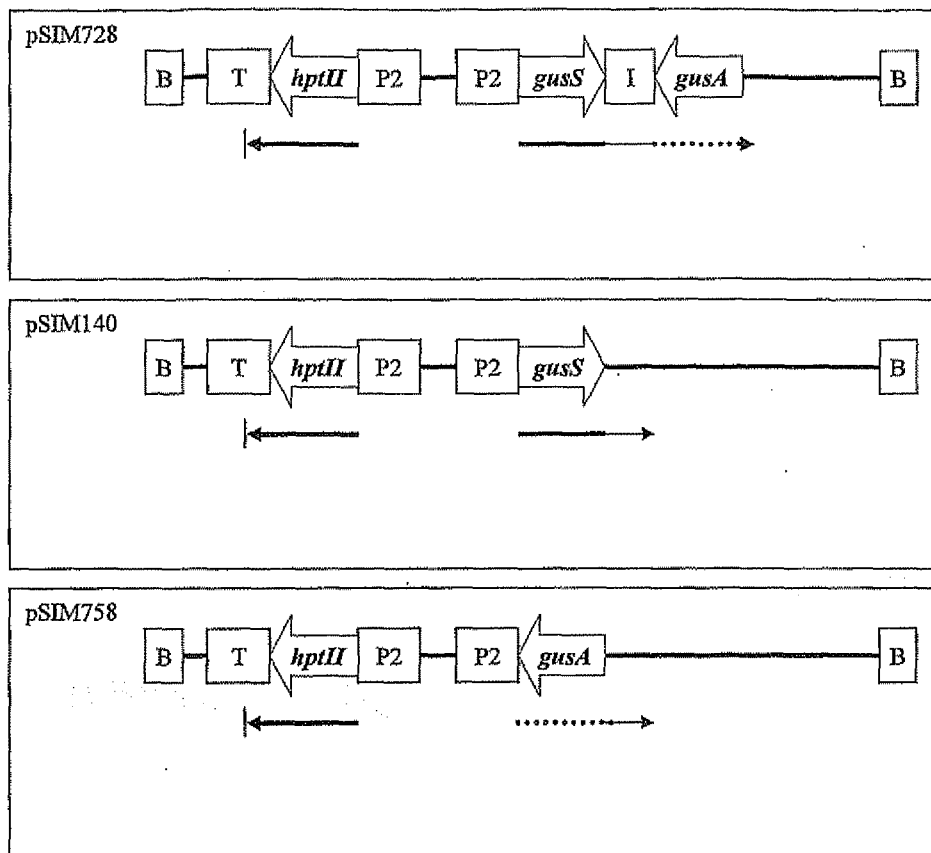 pSIM728
B T hptII P2 P2 gusS I gusA B
pSIM140
B T hptII P2 P2 gusS B
pSIM758
B T hptII P2 P2 gusA B